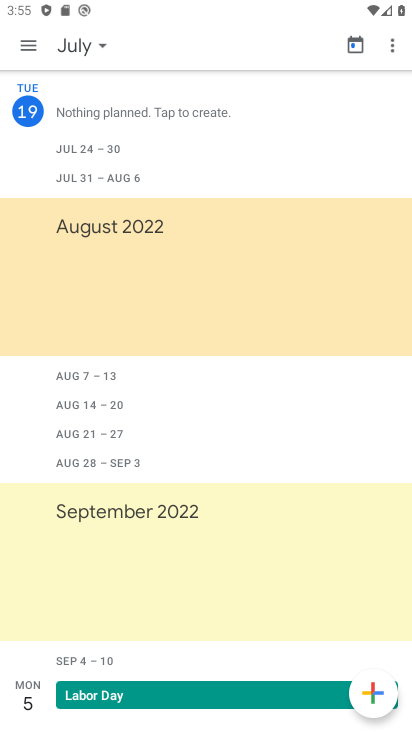 3:55
July
TUE
19
Nothing planned. Tap to create.
JUL 24 – 30
JUL 31 – AUG 6
August 2022
AUG 7 – 13
AUG 14 – 20
AUG 21 – 27
AUG 28 – SEP 3
September 2022
SEP 4 – 10
MON
5
Labor Day